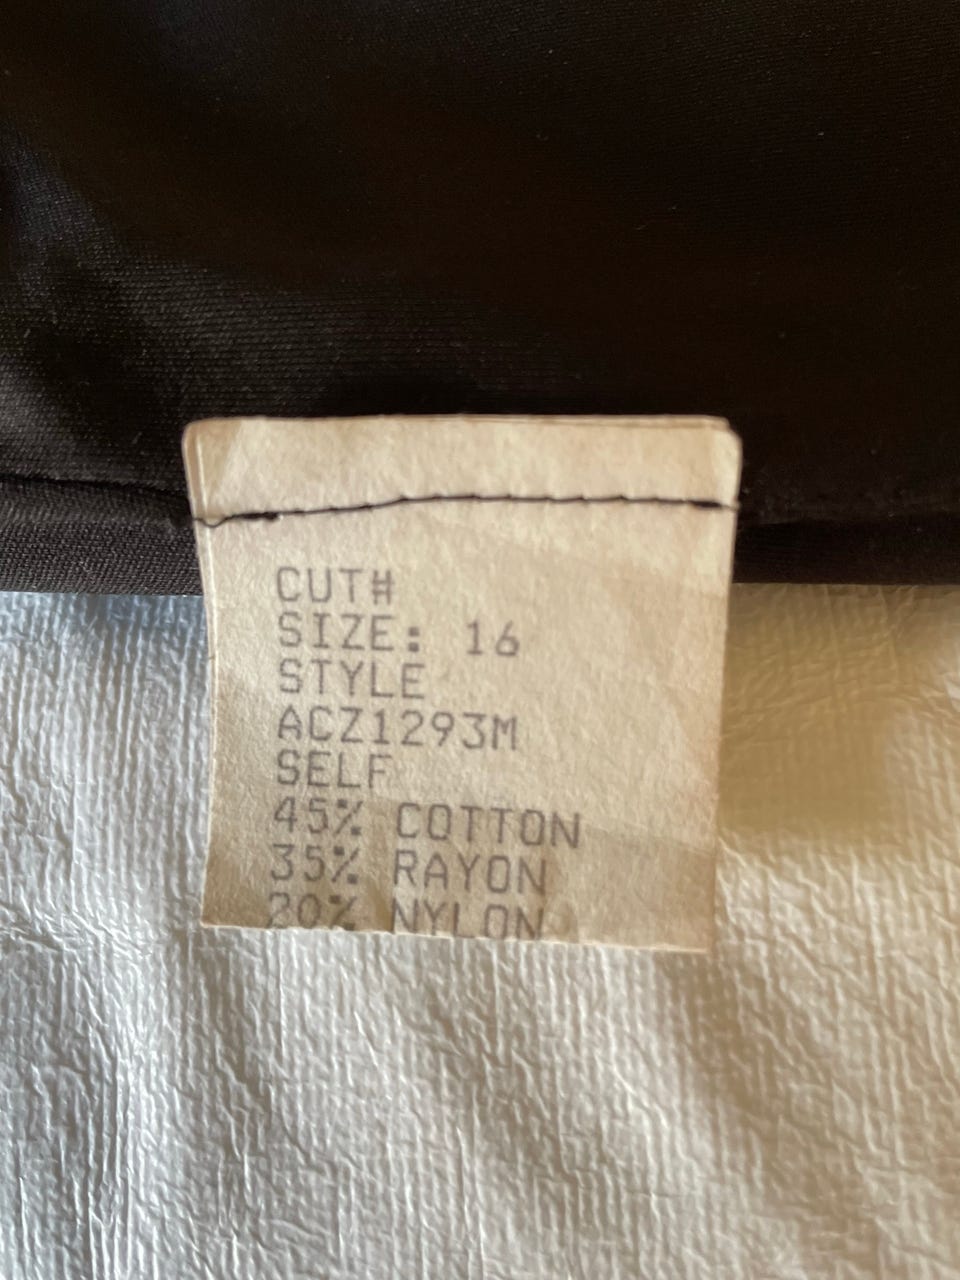 CUT#
SIZE: 16
STYLE
ACZ1293M
SELF
45% COTTON
35% RAYON
20% NYLON